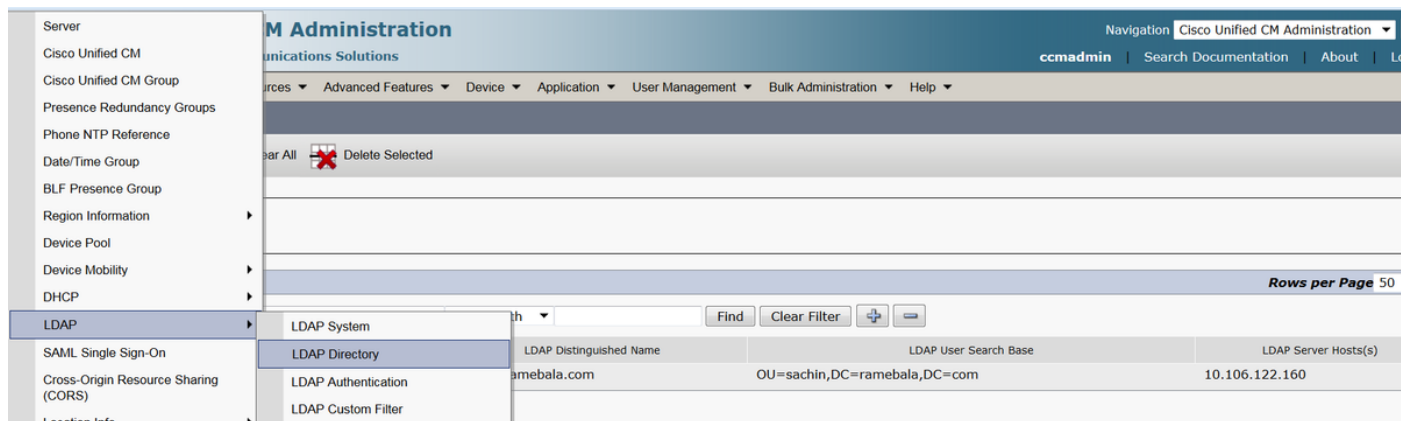 Server
Cisco Unified CM
Cisco Unified CM Group
Presence Redundancy Groups
Phone NTP Reference
Date/Time Group
BLF Presence Group
Region Information
Device Pool
Device Mobility
DHCP
LDAP
SAML Single Sign-On
Cross-Origin Resource Sharing
(CORS)
LDAP System
LDAP Directory
LDAP Authentication
LDAP Custom Filter
M Administration
unications Solutions
Navigation Cisco Unified CM Administration
ccmadmin | Search Documentation | About | Lo
urces Advanced Features Device Application User Management Bulk Administration Help
ear All Delete Selected
Rows per Page 50
th Find Clear Filter
LDAP Distinguished Name LDAP User Search Base LDAP Server Hosts(s)
amebala.com OU=sachin,DC=ramebala,DC=com 10.106.122.160